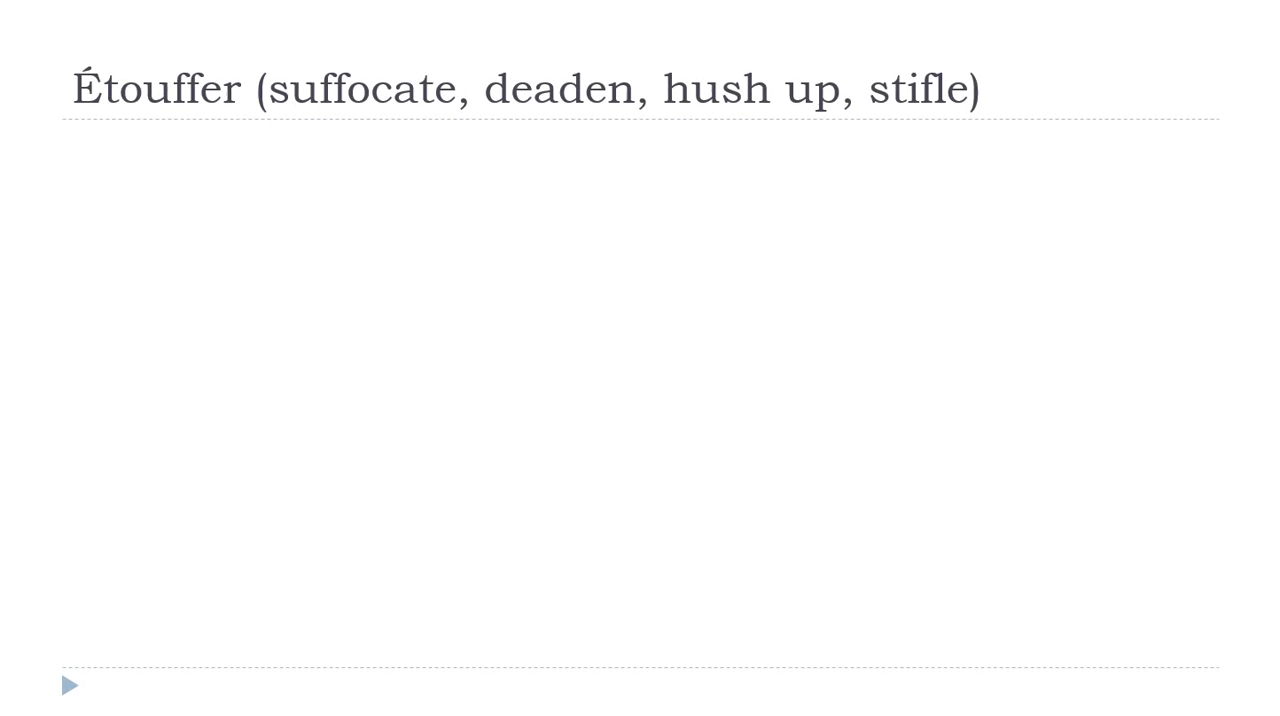 Étouffer (suffocate, deaden, hush up, stifle)